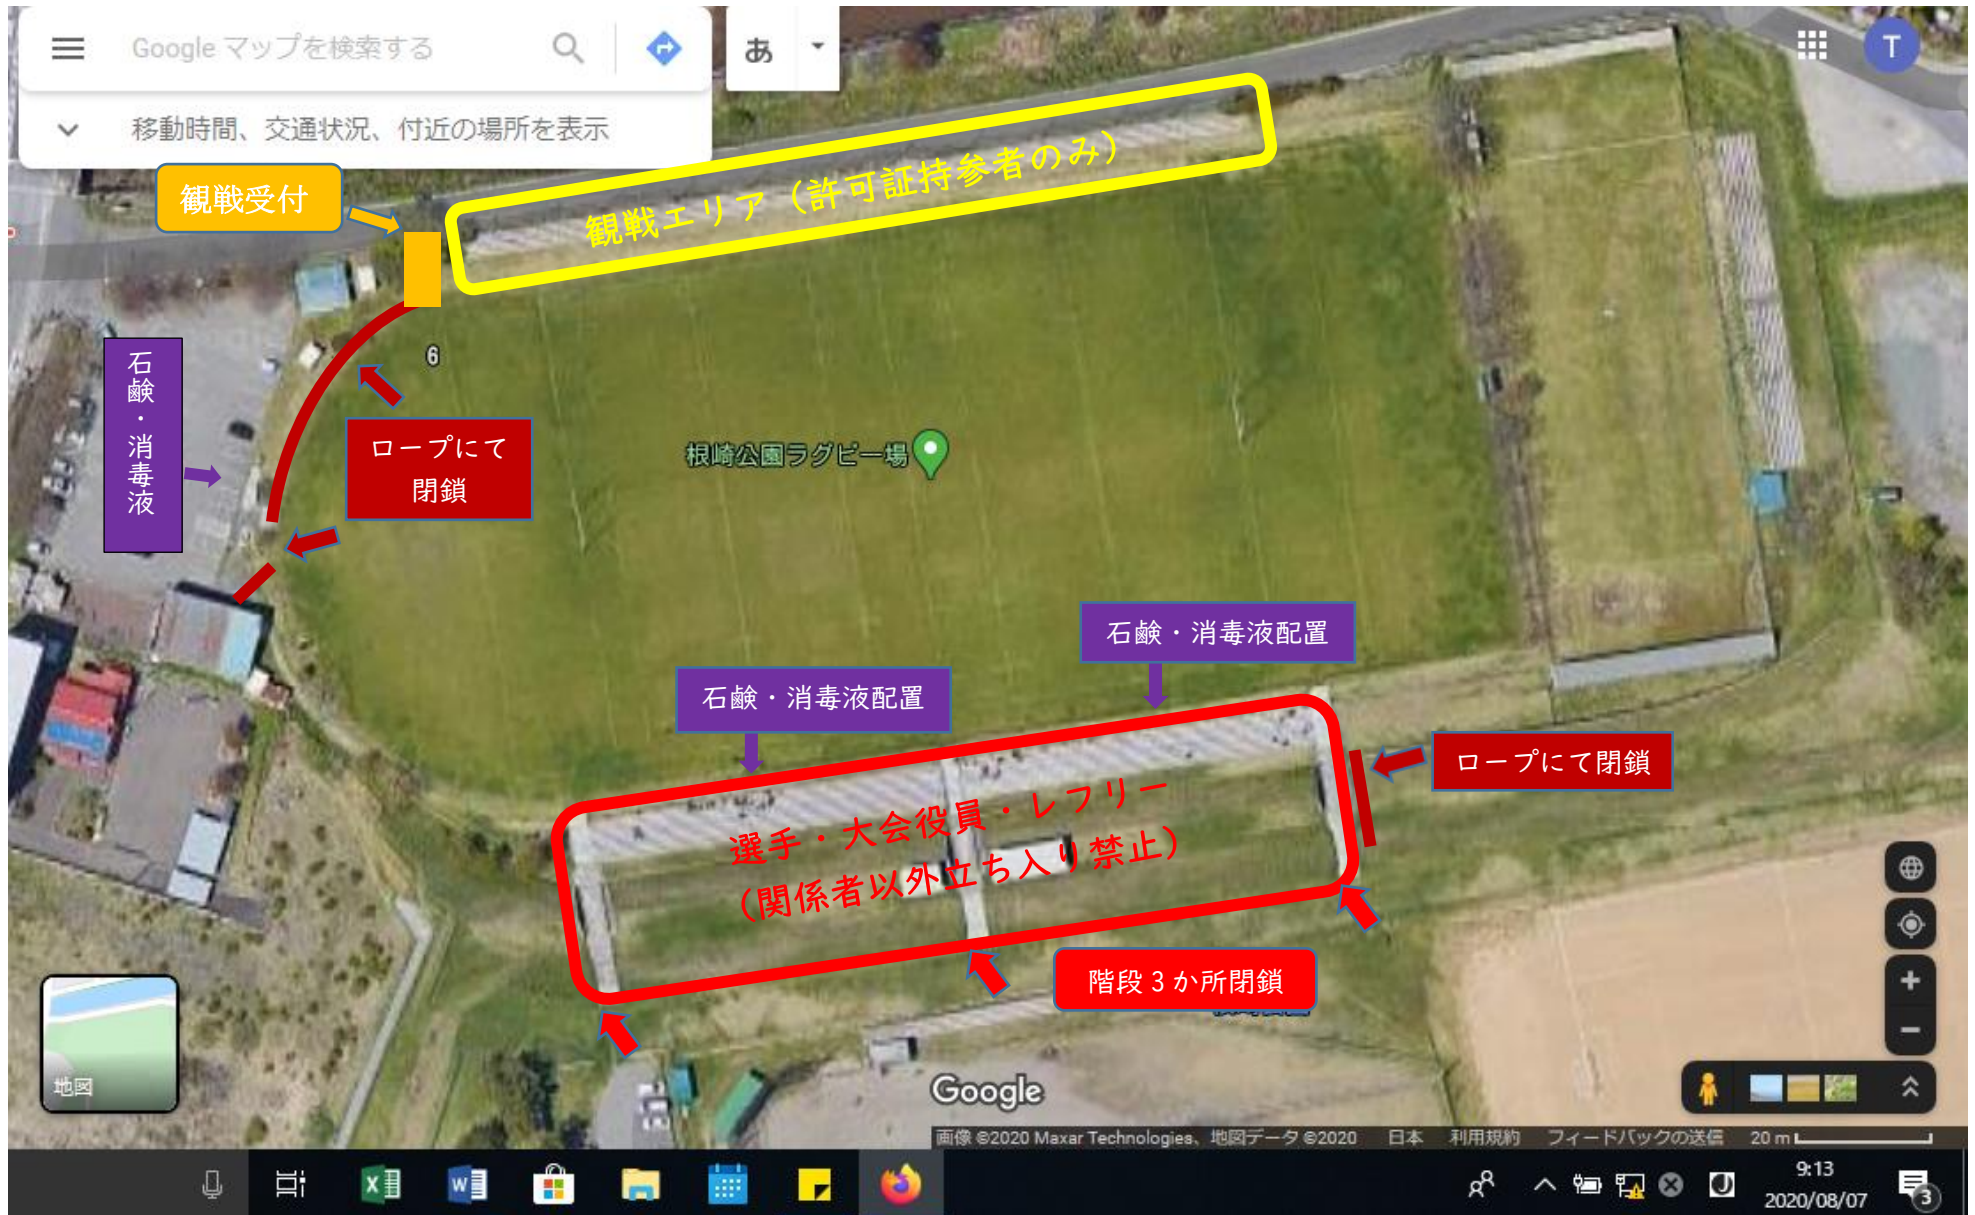 Google マップを検索する
あ
T
移動時間、交通状況、付近の場所を表示
観戦受付
観戦エリア（許可証持参者のみ）
石鹸・消毒液
6
ロープにて
閉鎖
根崎公園ラグビー場
石鹸・消毒液配置
石鹸・消毒液配置
ロープにて閉鎖
選手・大会役員・レフリー
（関係者以外立ち入り禁止）
階段３か所閉鎖
地図
Google
画像 ©2020 Maxar Technologies、地図データ ©2020 日本 利用規約 フィードバックの送信 20 m
9:13
2020/08/07
3